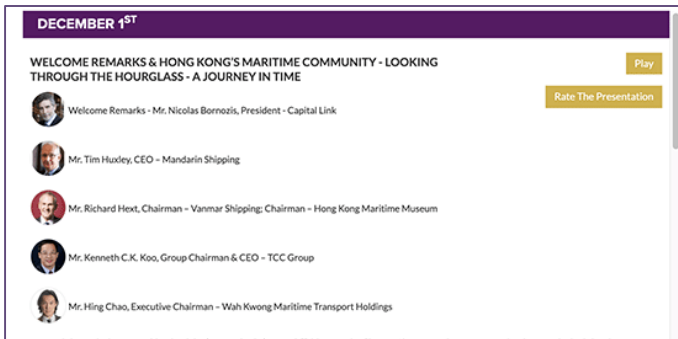 DECEMBER 1ST
WELCOME REMARKS & HONG KONG'S MARITIME COMMUNITY - LOOKING
THROUGH THE HOURGLASS - A JOURNEY IN TIME
Play
Rate The Presentation
Welcome Remarks - Mr. Nicolas Bornozis, President - Capital Link
Mr. Tim Huxley, CEO – Mandarin Shipping
Mr. Richard Hext, Chairman – Vanmar Shipping; Chairman – Hong Kong Maritime Museum
Mr. Kenneth C.K. Koo, Group Chairman & CEO – TCC Group
Mr. Hing Chao, Executive Chairman – Wah Kwong Maritime Transport Holdings